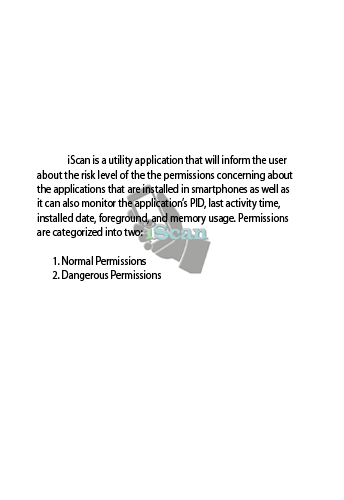 iScan is a utility application that will inform the user
about the risk level of the the permissions concerning about
the applications that are installed in smartphones as well as
it can also monitor the application's PID, last activity time,
installed date, foreground, and memory usage. Permissions
are categorized into two:
iScan
1. Normal Permissions
2. Dangerous Permissions